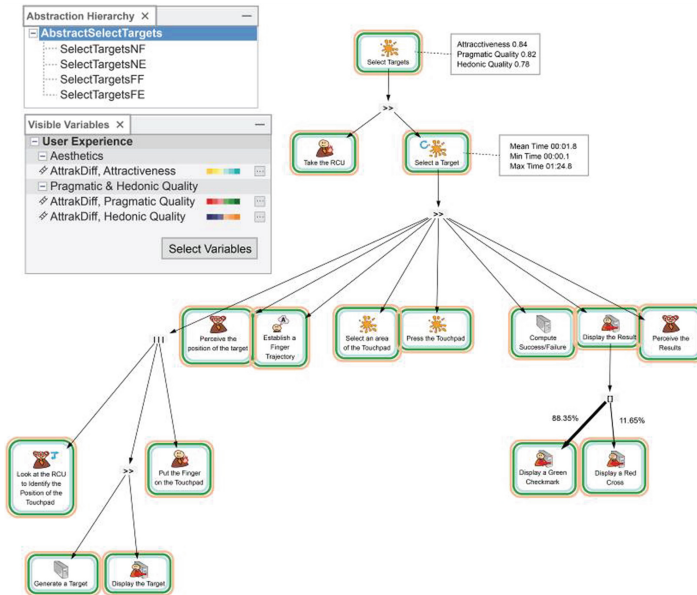 Abstraction Hierarchy ×
AbstractSelectTargets
SelectTargetsNF
SelectTargetsNE
SelectTargetsFF
SelectTargetsFE
Visible Variables ×
User Experience
Aesthetics
AttrakDiff, Attractiveness
Pragmatic & Hedonic Quality
AttrakDiff, Pragmatic Quality
AttrakDiff, Hedonic Quality
Select Variables
Select Targets
Attracctiveness 0.84
Pragmatic Quality 0.82
Hedonic Quality 0.78
>>
Take the RCU
Select a Target
Mean Time 00:01.8
Min Time 00:00.1
Max Time 01:24.8
>>
|||
Perceive the
position of the target
Establish a
Finger
Trajectory
Select an area
of the Touchpad
Press the Touchpad
Compute
Success/Failure
Display the Result
Perceive the
Results
[]
88.35%
11.65%
Look at the RCU
to Identify the
Position of the
Touchpad
>>
Put the Finger
on the Touchpad
Display a Green
Checkmark
Display a Red
Cross
Generate a Target
Display the Target